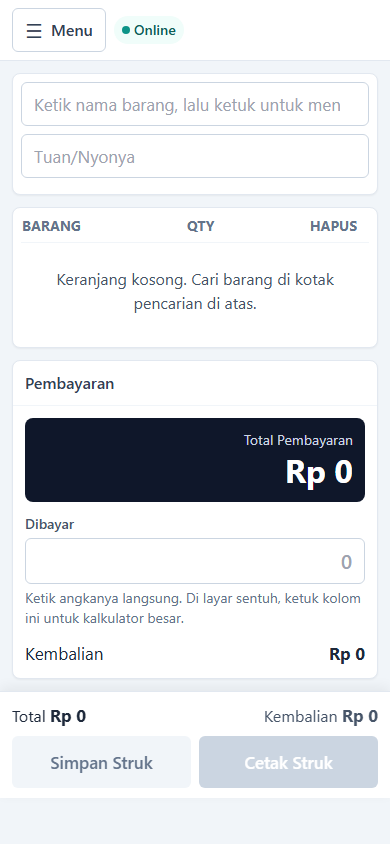 ☰ Menu
Online
Ketik nama barang, lalu ketuk untuk men
Tuan/Nyonya
BARANG QTY HAPUS
Keranjang kosong. Cari barang di kotak
pencarian di atas.
Pembayaran
Total Pembayaran
Rp 0
Dibayar
0
Ketik angkanya langsung. Di layar sentuh, ketuk kolom
ini untuk kalkulator besar.
Kembalian Rp 0
Total Rp 0 Kembalian Rp 0
Simpan Struk Cetak Struk